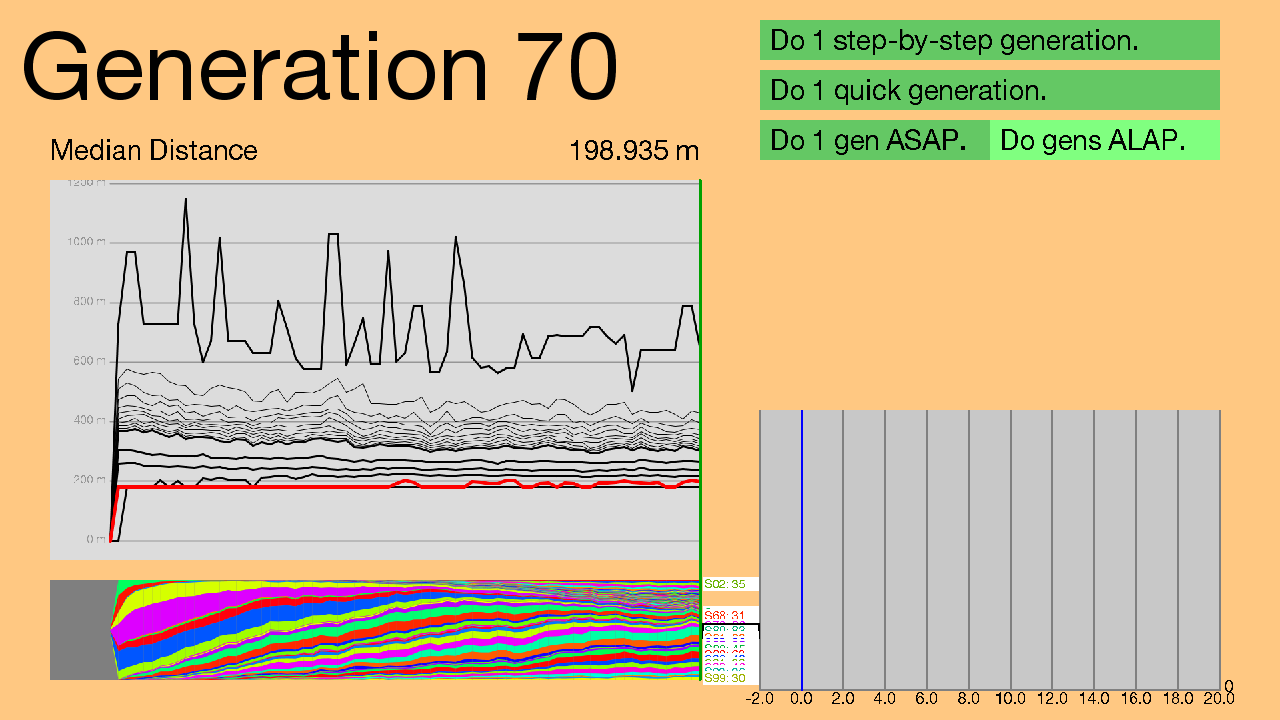 Generation 70
Do 1 step-by-step generation.
Do 1 quick generation.
Do 1 gen ASAP.
Do gens ALAP.
Median Distance
198.935 m
1200 m
1000 m
800 m
600 m
400 m
200 m
0 m
S02: 35
S68: 31
S99: 30
0
-2.0 0.0 2.0 4.0 6.0 8.0 10.0 12.0 14.0 16.0 18.0 20.0